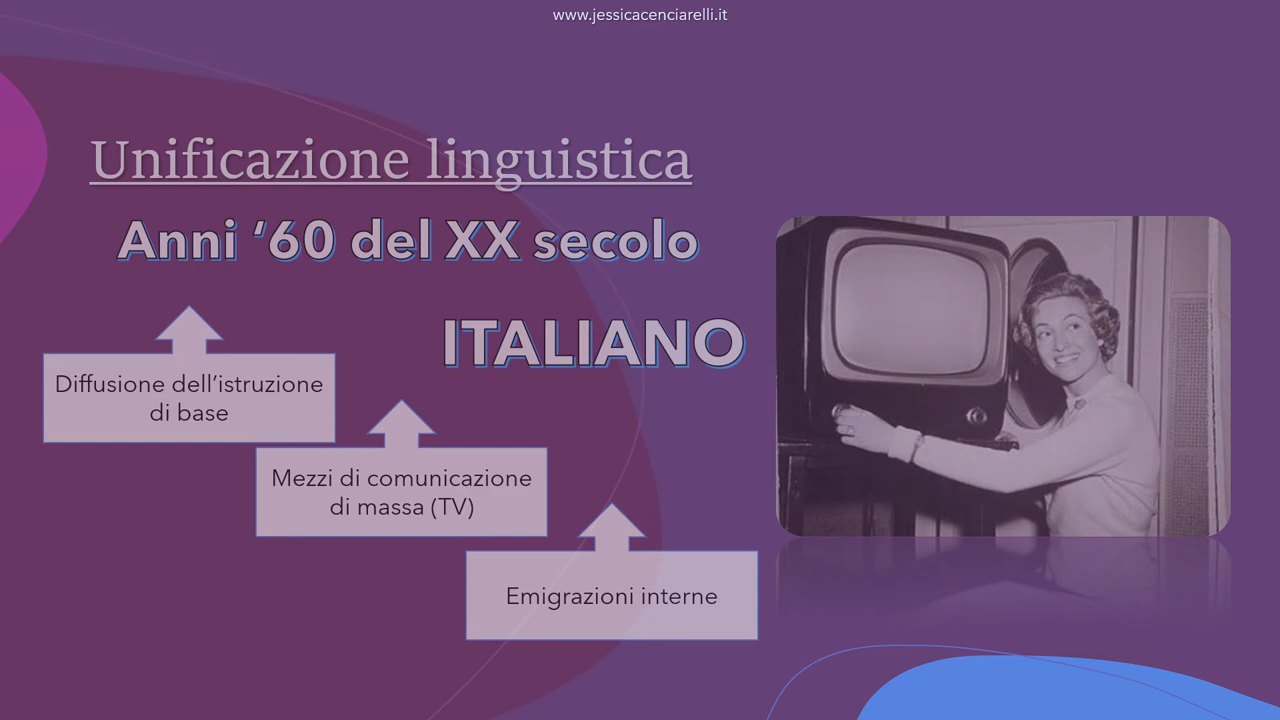 www.jessicacenciarelli.it
Unificazione linguistica
Anni ‘60 del XX secolo
ITALIANO
Diffusione dell’istruzione
di base
Mezzi di comunicazione
di massa (TV)
Emigrazioni interne